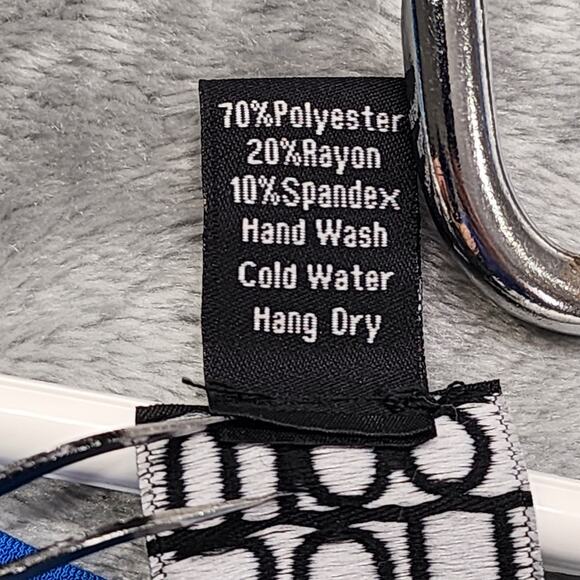 70%Polyester
20%Rayon
10%Spandex
Hand Wash
Cold Water
Hang Dry